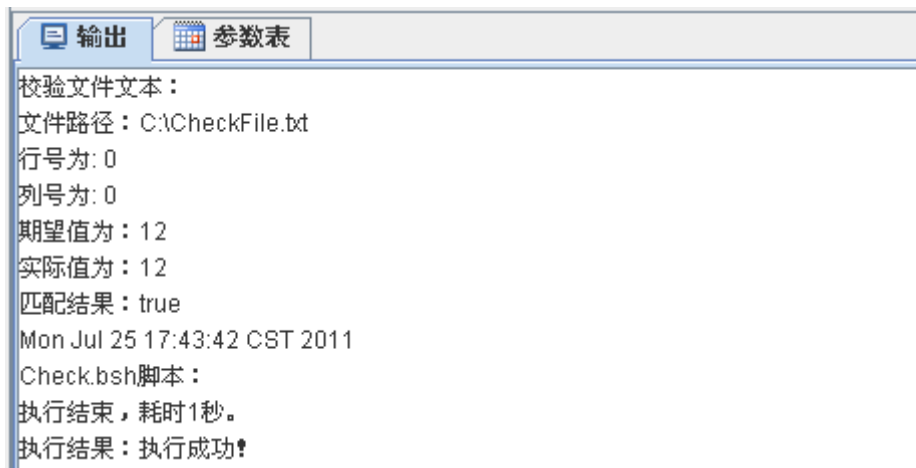 输出 参数表
校验文件文本：
文件路径：C:\CheckFile.txt
行号为: 0
列号为: 0
期望值为：12
实际值为：12
匹配结果：true
Mon Jul 25 17:43:42 CST 2011
Check.bsh脚本：
执行结束，耗时1秒。
执行结果：执行成功！